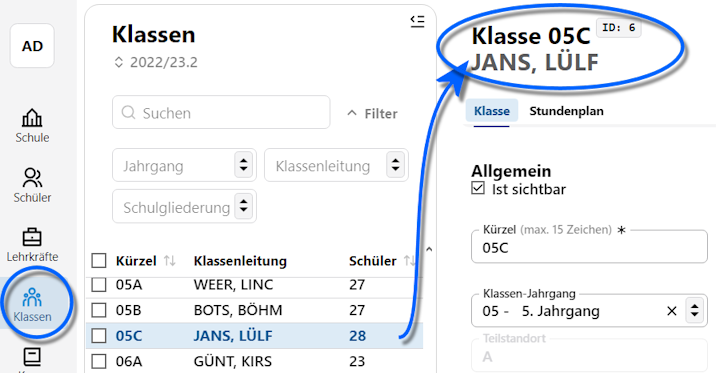 AD
Schule
Schüler
Lehrkräfte
Klassen
Klassen
2022/23.2
Suchen
Filter
Jahrgang
Klassenleitung
Schulgliederung
Kürzel Klassenleitung Schüler
05A WEER, LINC 27
05B BOTS, BÖHM 27
05C JANS, LÜLF 28
06A GÜNT, KIRS 23
Klasse 05C ID: 6
JANS, LÜLF
Klasse Stundenplan
Allgemein
Ist sichtbar
Kürzel (max. 15 Zeichen) *
05C
Klassen-Jahrgang
05 - 5. Jahrgang
Teilstandort
A